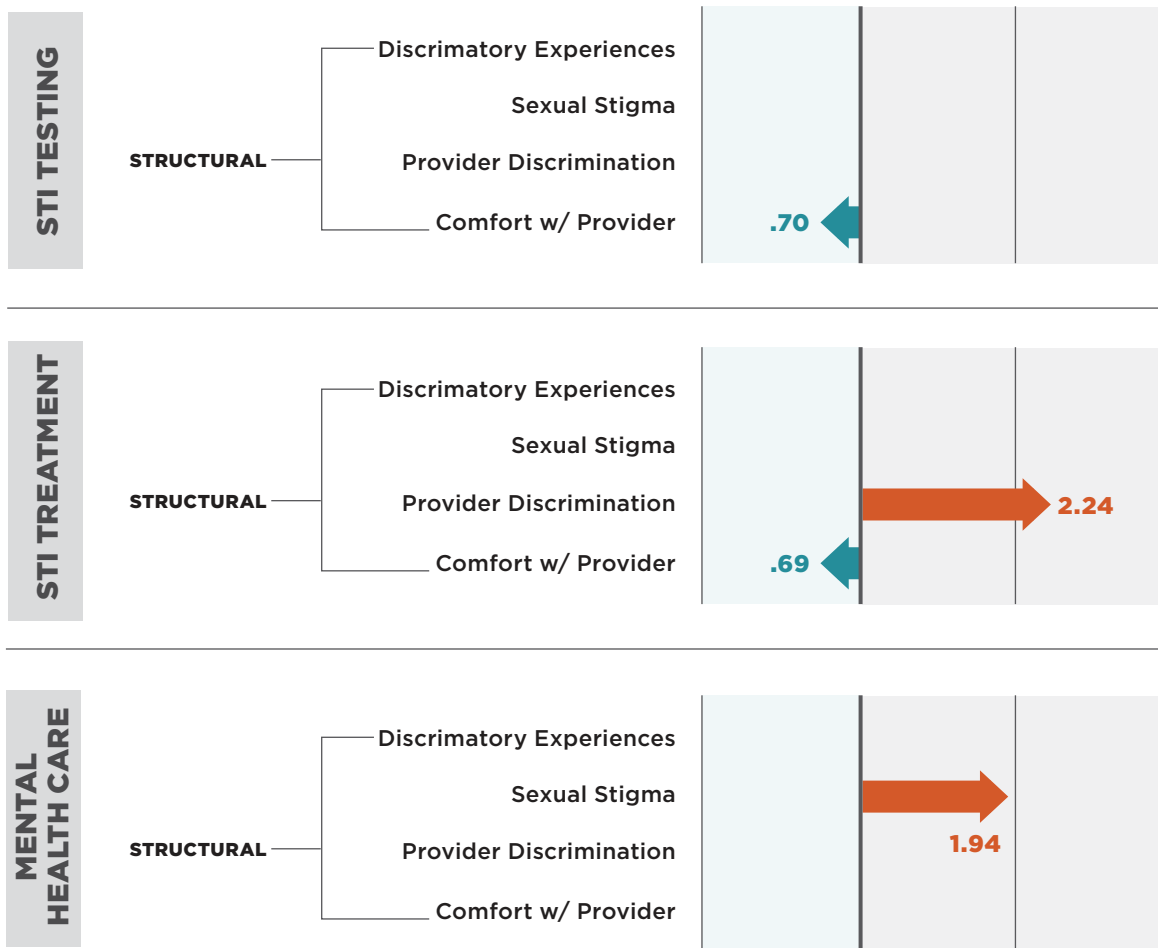 STI TESTING
STRUCTURAL
Discrimatory Experiences
Sexual Stigma
Provider Discrimination
Comfort w/ Provider
.70
STI TREATMENT
STRUCTURAL
Discrimatory Experiences
Sexual Stigma
Provider Discrimination
2.24
Comfort w/ Provider
.69
MENTAL
HEALTH CARE
STRUCTURAL
Discrimatory Experiences
Sexual Stigma
1.94
Provider Discrimination
Comfort w/ Provider